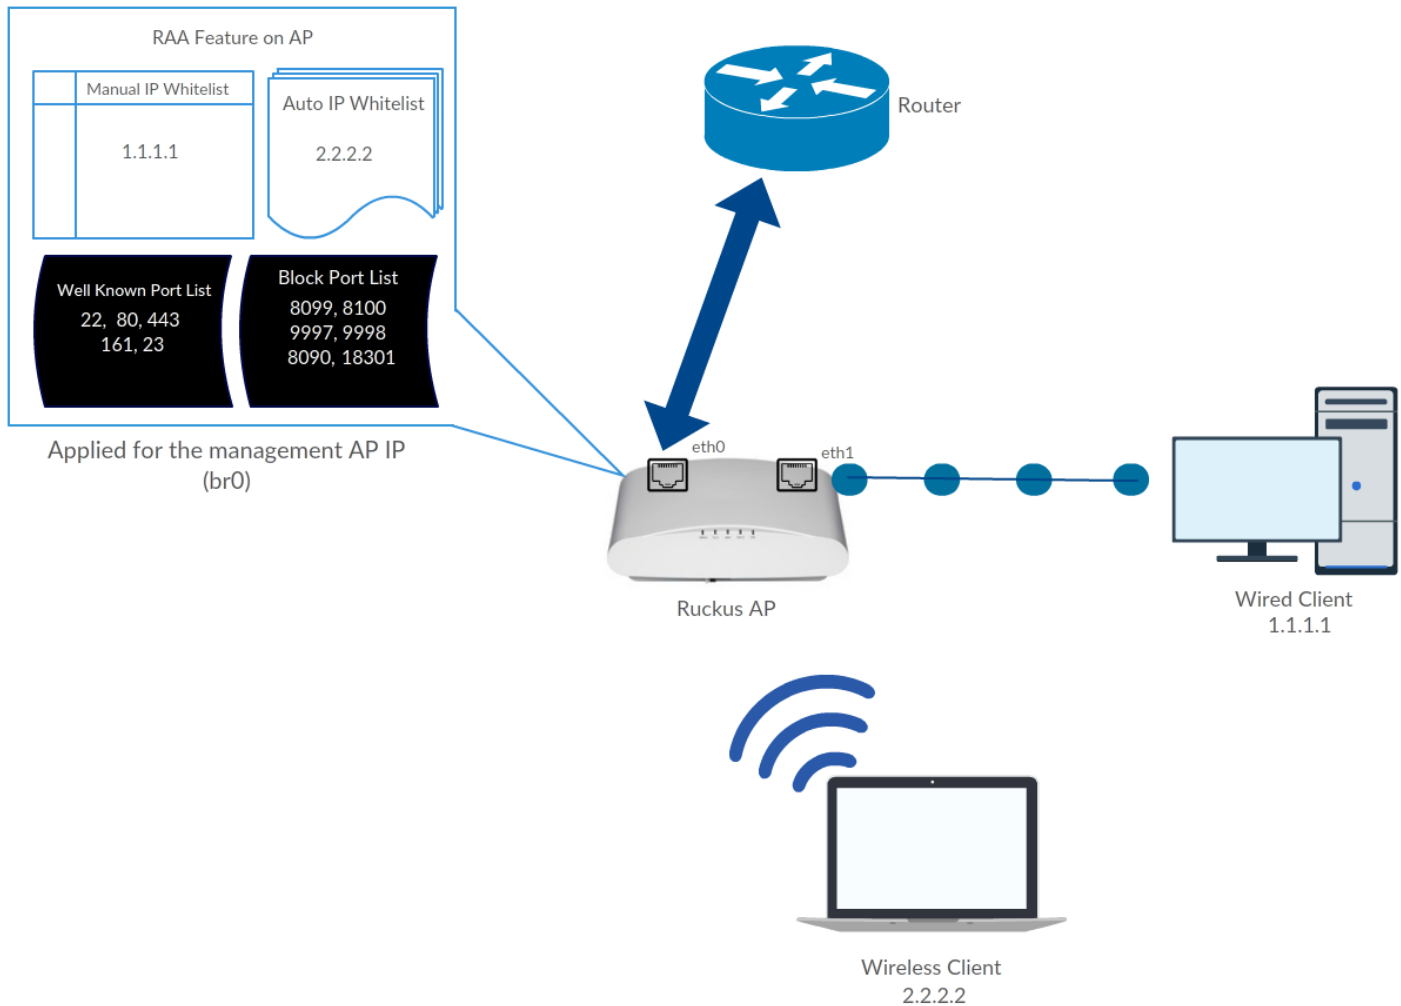 RAA Feature on AP
Manual IP Whitelist
1.1.1.1
Auto IP Whitelist
2.2.2.2
Well Known Port List
22, 80, 443
161, 23
Block Port List
8099, 8100
9997, 9998
8090, 18301
Applied for the management AP IP
(br0)
Router
eth0
eth1
Ruckus AP
Wired Client
1.1.1.1
Wireless Client
2.2.2.2